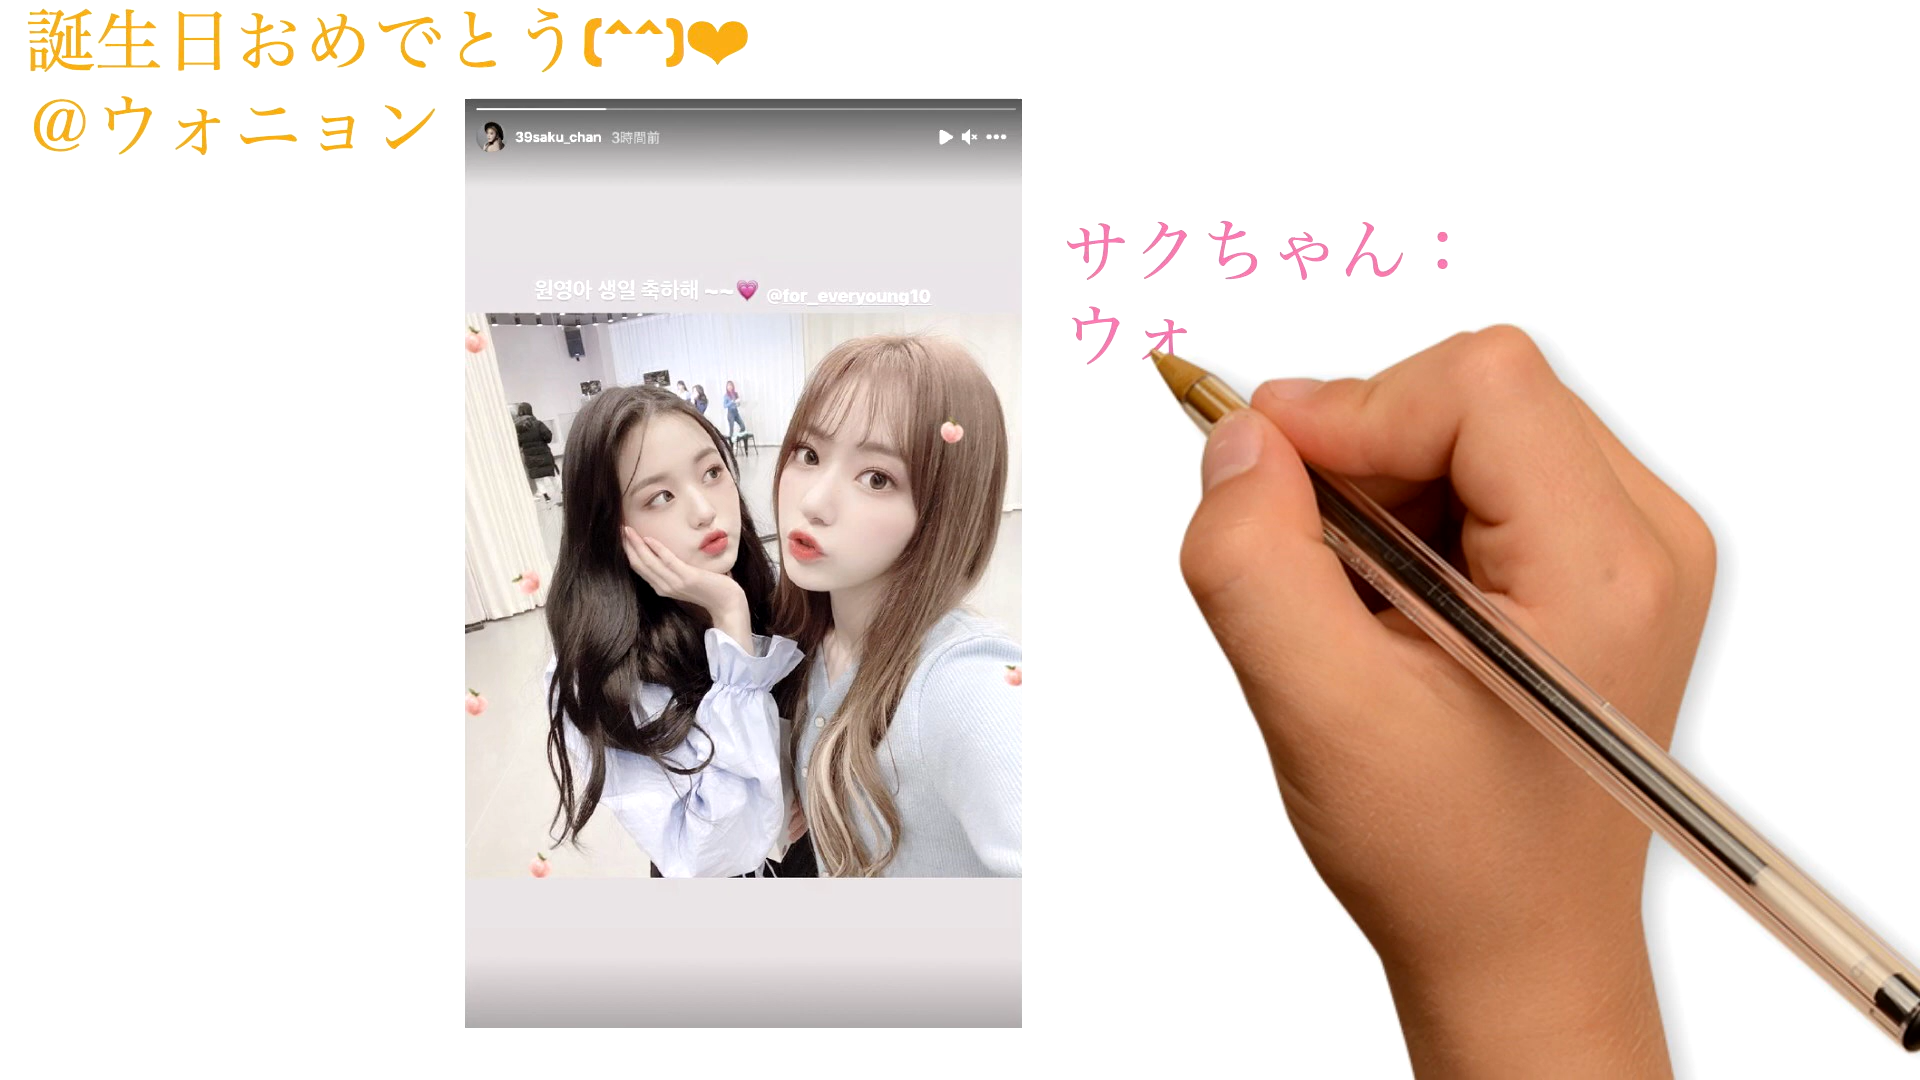 誕生日おめでとう(^^)❤
@ウォニョン
39saku_chan 3時間前
원영아 생일 축하해 ~~💗 @for_everyoung10
サクちゃん：
ウォ